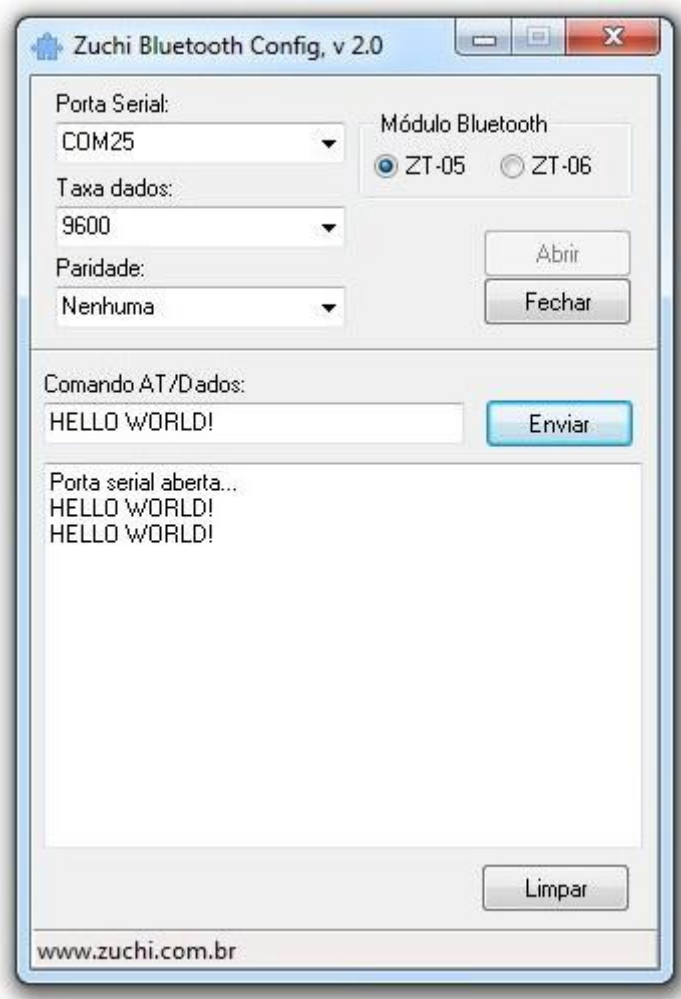 Zuchi Bluetooth Config, v 2.0
Porta Serial:
COM25
Módulo Bluetooth
ZT-05 ZT-06
Taxa dados:
9600
Abrir
Paridade:
Nenhuma
Fechar
Comando AT/Dados:
HELLO WORLD!
Enviar
Porta serial aberta...
HELLO WORLD!
HELLO WORLD!
Limpar
www.zuchi.com.br